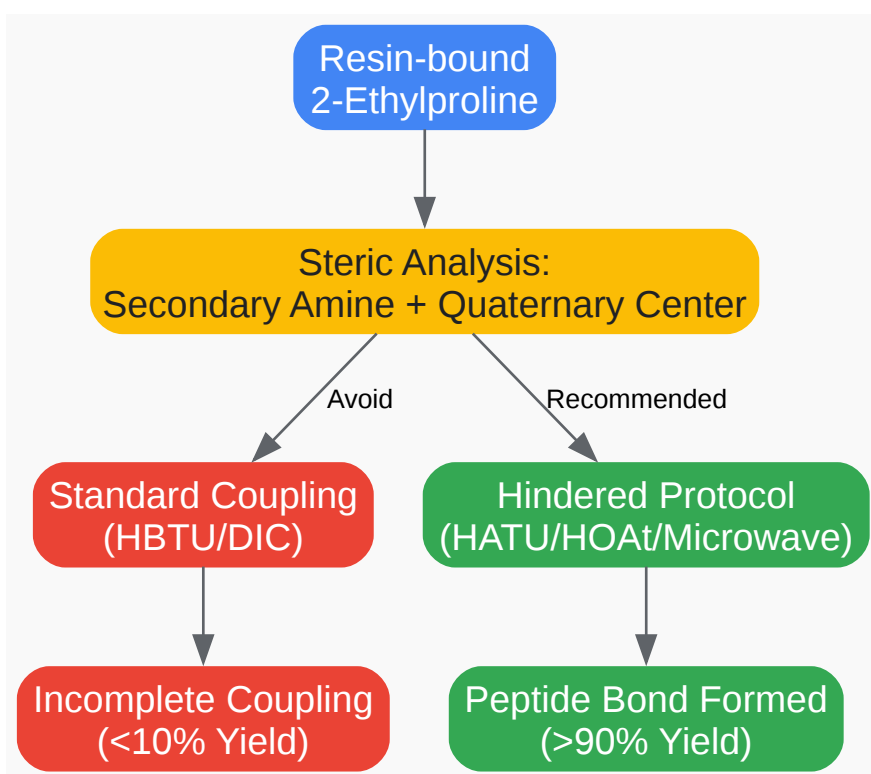 Resin-bound
2-Ethylproline
Steric Analysis:
Secondary Amine + Quaternary Center
Avoid
Recommended
Standard Coupling
(HBTU/DIC)
Hindered Protocol
(HATU/HOAt/Microwave)
Incomplete Coupling
(<10% Yield)
Peptide Bond Formed
(>90% Yield)